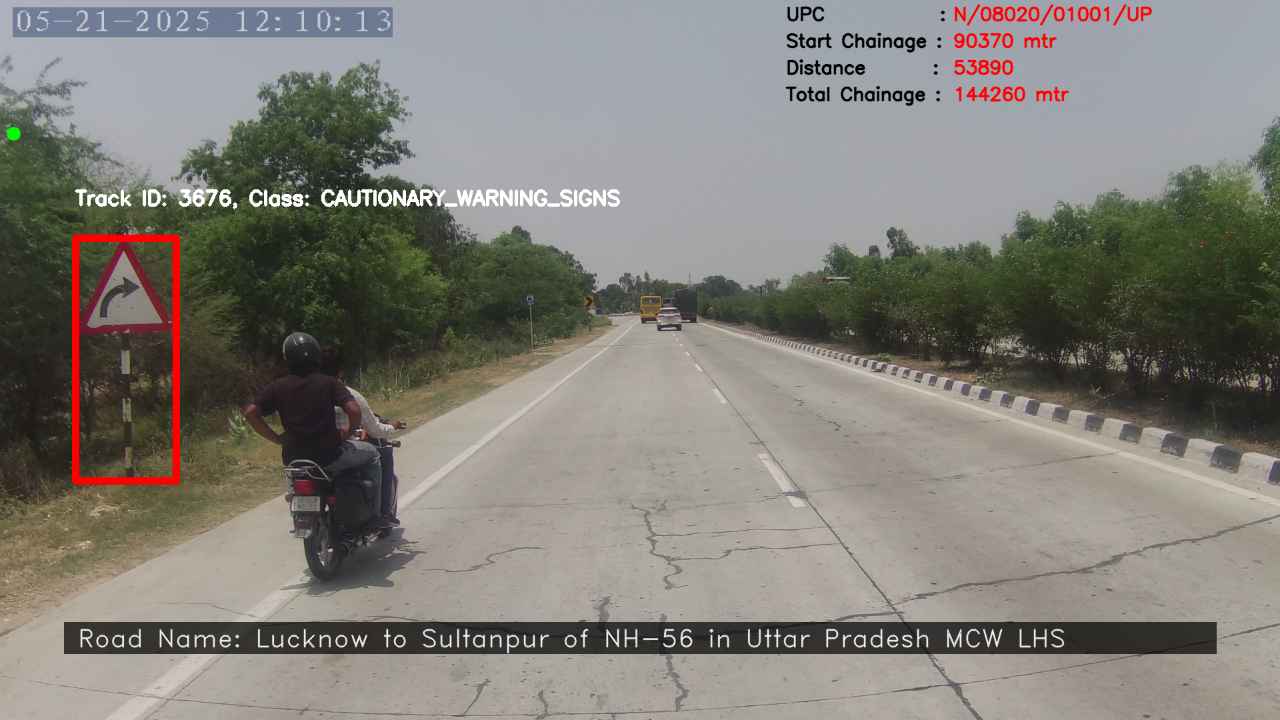 05-21-2025 12:10:13
UPC : N/08020/01001/UP
Start Chainage : 90370 mtr
Distance : 53890
Total Chainage : 144260 mtr
Track ID: 3676, Class: CAUTIONARY_WARNING_SIGNS
Road Name: Lucknow to Sultanpur of NH-56 in Uttar Pradesh MCW LHS